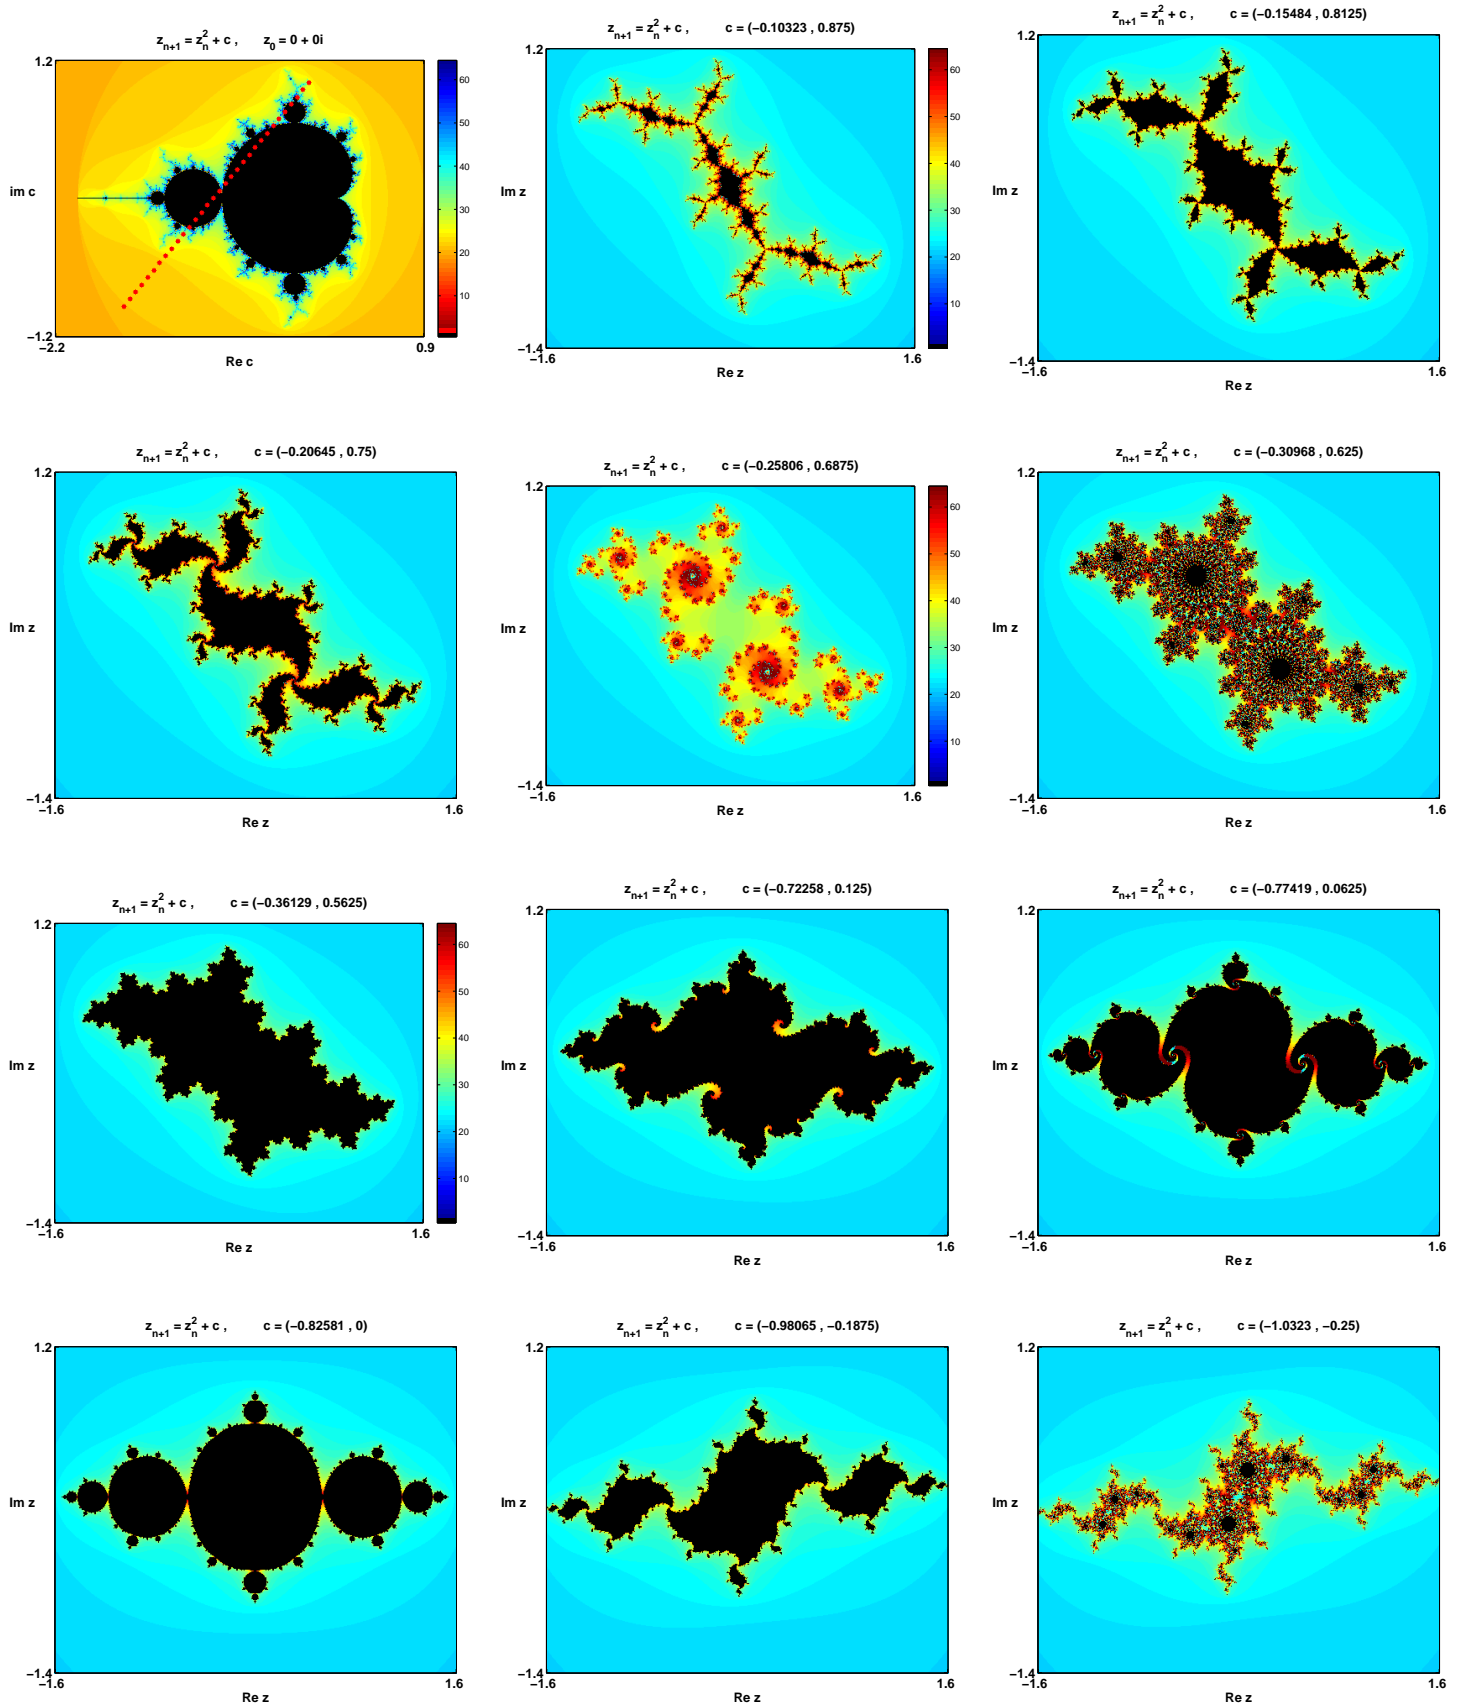 z_{n+1} = z_n^2 + c , z_0 = 0 + 0i
1.2
im c
−1.2
−2.2
0.9
Re c
60
50
40
30
20
10
z_{n+1} = z_n^2 + c , c = (−0.10323 , 0.875)
1.2
Im z
−1.4
−1.6
1.6
Re z
60
50
40
30
20
10
z_{n+1} = z_n^2 + c , c = (−0.15484 , 0.8125)
1.2
Im z
−1.4
−1.6
1.6
Re z
z_{n+1} = z_n^2 + c , c = (−0.20645 , 0.75)
1.2
Im z
−1.4
−1.6
1.6
Re z
z_{n+1} = z_n^2 + c , c = (−0.25806 , 0.6875)
1.2
Im z
−1.4
−1.6
1.6
Re z
60
50
40
30
20
10
z_{n+1} = z_n^2 + c , c = (−0.30968 , 0.625)
1.2
Im z
−1.4
−1.6
1.6
Re z
z_{n+1} = z_n^2 + c , c = (−0.36129 , 0.5625)
1.2
Im z
−1.4
−1.6
1.6
Re z
60
50
40
30
20
10
z_{n+1} = z_n^2 + c , c = (−0.72258 , 0.125)
1.2
Im z
−1.4
−1.6
1.6
Re z
z_{n+1} = z_n^2 + c , c = (−0.77419 , 0.0625)
1.2
Im z
−1.4
−1.6
1.6
Re z
z_{n+1} = z_n^2 + c , c = (−0.82581 , 0)
1.2
Im z
−1.4
−1.6
1.6
Re z
z_{n+1} = z_n^2 + c , c = (−0.98065 , −0.1875)
1.2
Im z
−1.4
−1.6
1.6
Re z
z_{n+1} = z_n^2 + c , c = (−1.0323 , −0.25)
1.2
Im z
−1.4
−1.6
1.6
Re z